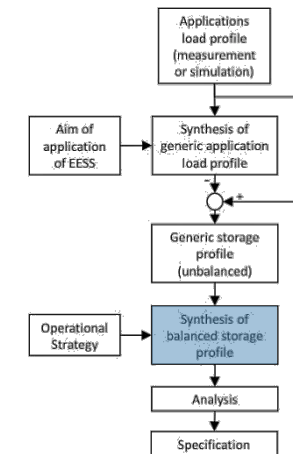 Applications
load profile
(measurement
or simulation)
Aim of
application
of EESS
Synthesis of
generic application
load profile
-
+
Generic storage
profile
(unbalanced)
Operational
Strategy
Synthesis of
balanced storage
profile
Analysis
Specification